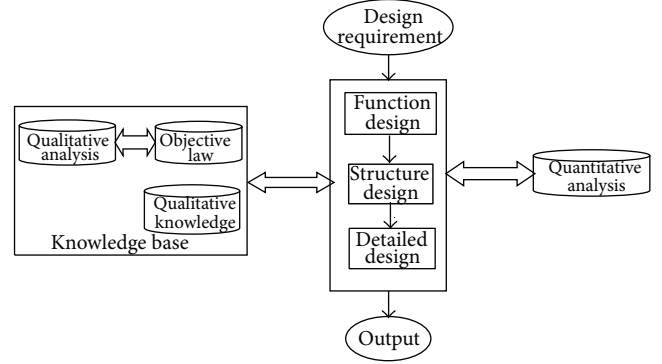 Design
requirement
Function
design
Structure
design
Detailed
design
Output
Qualitative
analysis
Objective
law
Qualitative
knowledge
Knowledge base
Quantitative
analysis